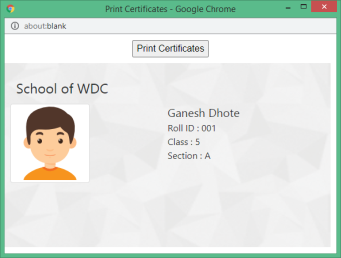 Print Certificates - Google Chrome
about:blank
Print Certificates
School of WDC
Ganesh Dhote
Roll ID : 001
Class : 5
Section : A